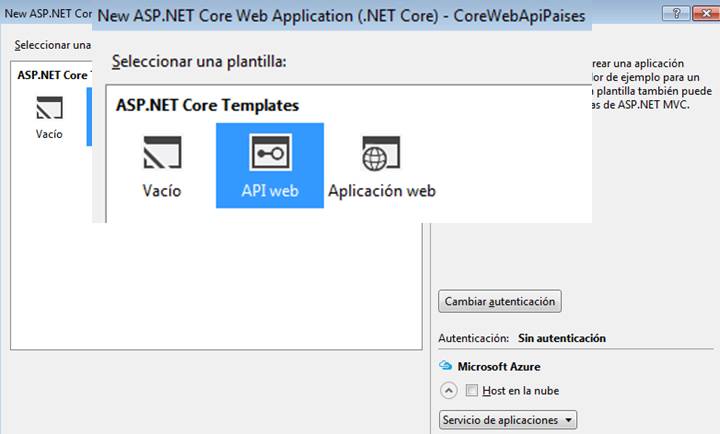 New ASP.NET Cor
New ASP.NET Core Web Application (.NET Core) - CoreWebApiPaises
Seleccionar una
Seleccionar una plantilla:
ASP.NET Core
Vacío
ASP.NET Core Templates
Vacío
API web
Aplicación web
rear una aplicación
or de ejemplo para un
plantilla también puede
as de ASP.NET MVC.
Cambiar autenticación
Autenticación: Sin autenticación
Microsoft Azure
Host en la nube
Servicio de aplicaciones